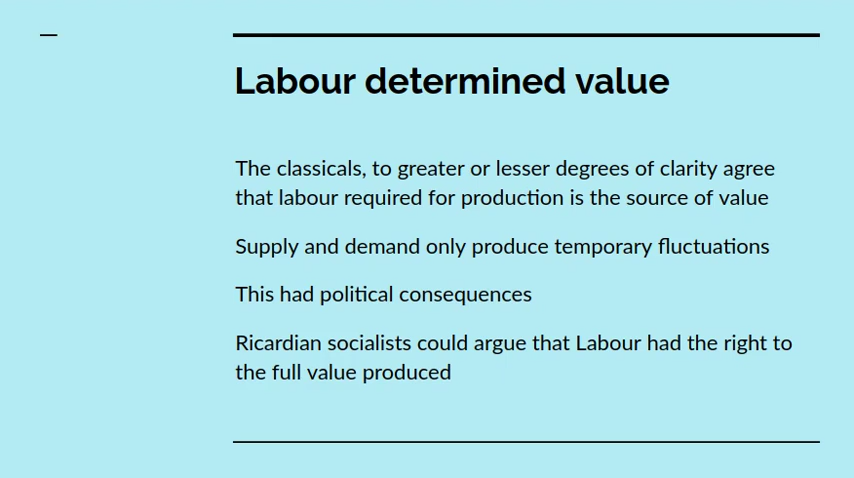 Labour determined value
The classicals, to greater or lesser degrees of clarity agree
that labour required for production is the source of value
Supply and demand only produce temporary fluctuations
This had political consequences
Ricardian socialists could argue that Labour had the right to
the full value produced